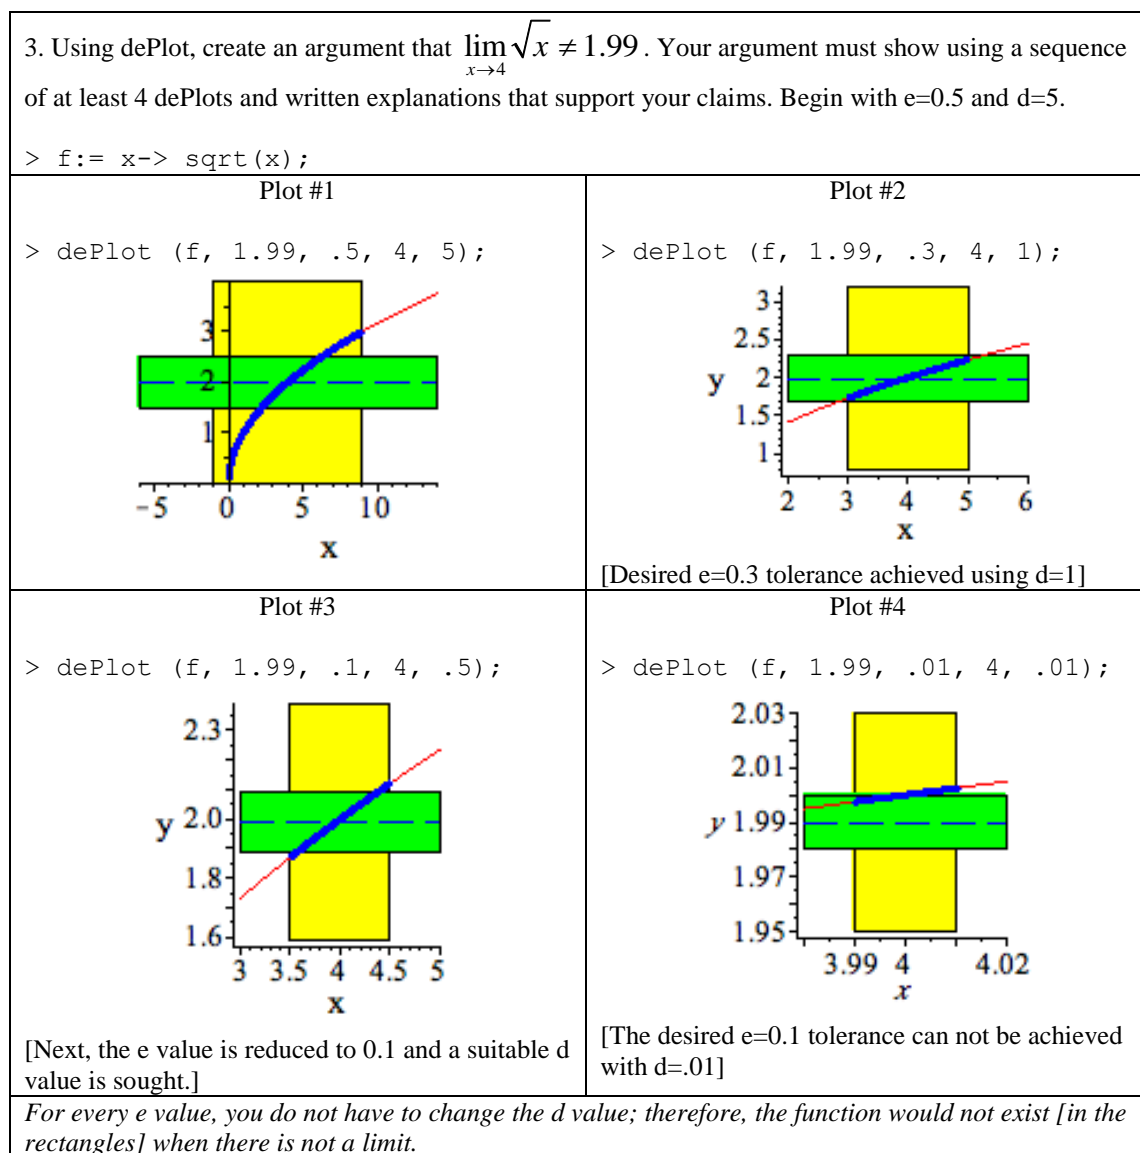 3. Using dePlot, create an argument that lim x→4 √x ≠ 1.99. Your argument must show using a sequence
of at least 4 dePlots and written explanations that support your claims. Begin with e=0.5 and d=5.
> f:= x-> sqrt(x);
Plot #1
> dePlot (f, 1.99, .5, 4, 5);
3
2
1
-5 0 5 10
x
Plot #2
> dePlot (f, 1.99, .3, 4, 1);
3
2.5
y 2
1.5
1
2 3 4 5 6
x
[Desired e=0.3 tolerance achieved using d=1]
Plot #3
> dePlot (f, 1.99, .1, 4, .5);
2.3
y 2.0
1.8
1.6
3 3.5 4 4.5 5
x
[Next, the e value is reduced to 0.1 and a suitable d
value is sought.]
Plot #4
> dePlot (f, 1.99, .01, 4, .01);
2.03
2.01
y 1.99
1.97
1.95
3.99 4 4.02
x
[The desired e=0.1 tolerance can not be achieved
with d=.01]
For every e value, you do not have to change the d value; therefore, the function would not exist [in the
rectangles] when there is not a limit.